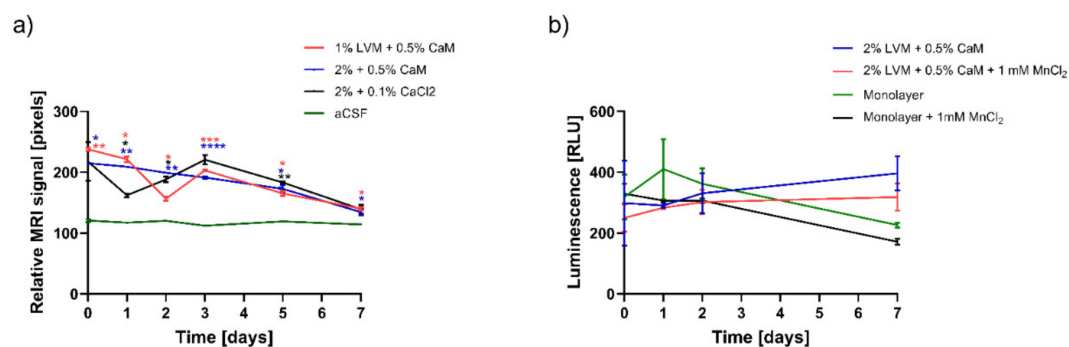 a)
1% LVM + 0.5% CaM
2% + 0.5% CaM
2% + 0.1% CaCl2
aCSF
Relative MRI signal [pixels]
300
200
100
0
* ** * * ** * ** *** **** * * ** * *
0 1 2 3 5 7
Time [days]
b)
2% LVM + 0.5% CaM
2% LVM + 0.5% CaM + 1 mM MnCl₂
Monolayer
Monolayer + 1mM MnCl₂
Luminescence [RLU]
600
400
200
0
0 1 2 3 4 5 6 7
Time [days]